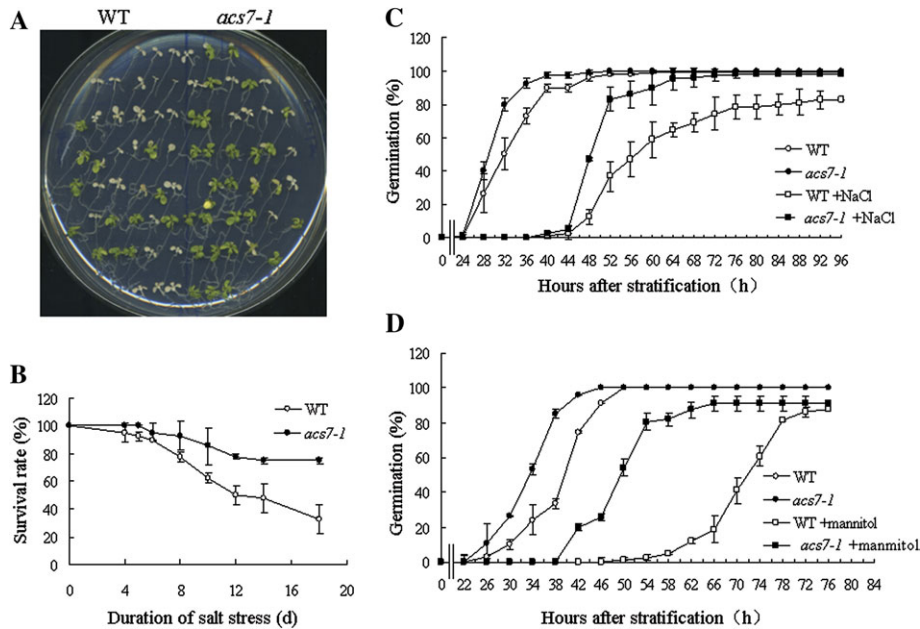 A
WT
acs7-1
B
120
100
80
60
40
20
0
Survival rate (%)
WT
acs7-1
0
4
8
12
16
20
Duration of salt stress (d)
C
120
100
80
60
40
20
0
Germination (%)
WT
acs7-1
WT +NaCl
acs7-1 +NaCl
0 24 28 32 36 40 44 48 52 56 60 64 68 72 76 80 84 88 92 96
Hours after stratification (h)
D
120
100
80
60
40
20
0
Germination (%)
WT
acs7-1
WT +mannitol
acs7-1 +mannitol
0 22 26 30 34 38 42 46 50 54 58 62 66 70 74 76 84
Hours after stratification (h)